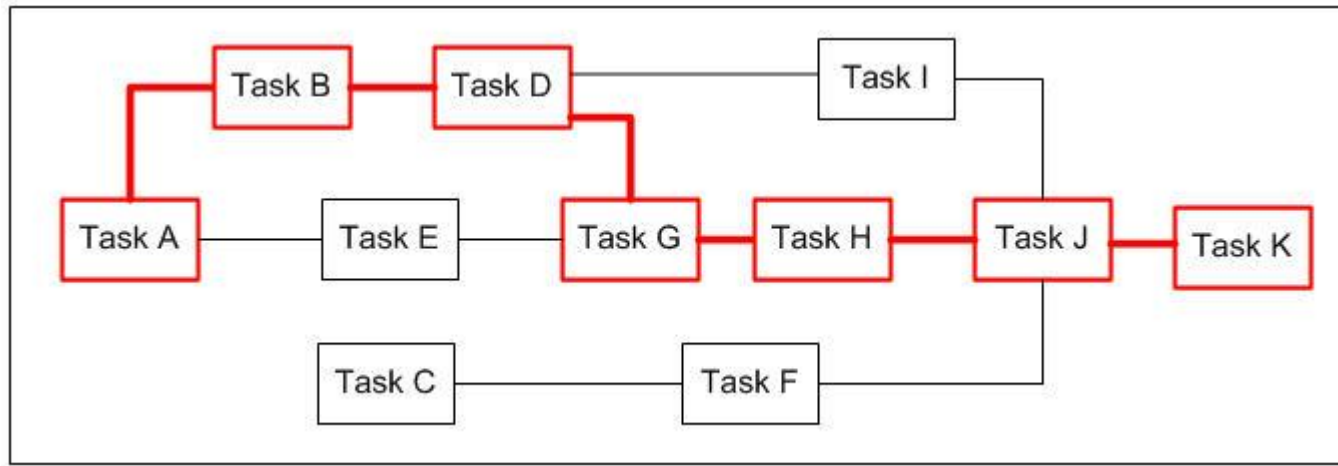 Task B
Task D
Task I
Task A
Task E
Task G
Task H
Task J
Task K
Task C
Task F